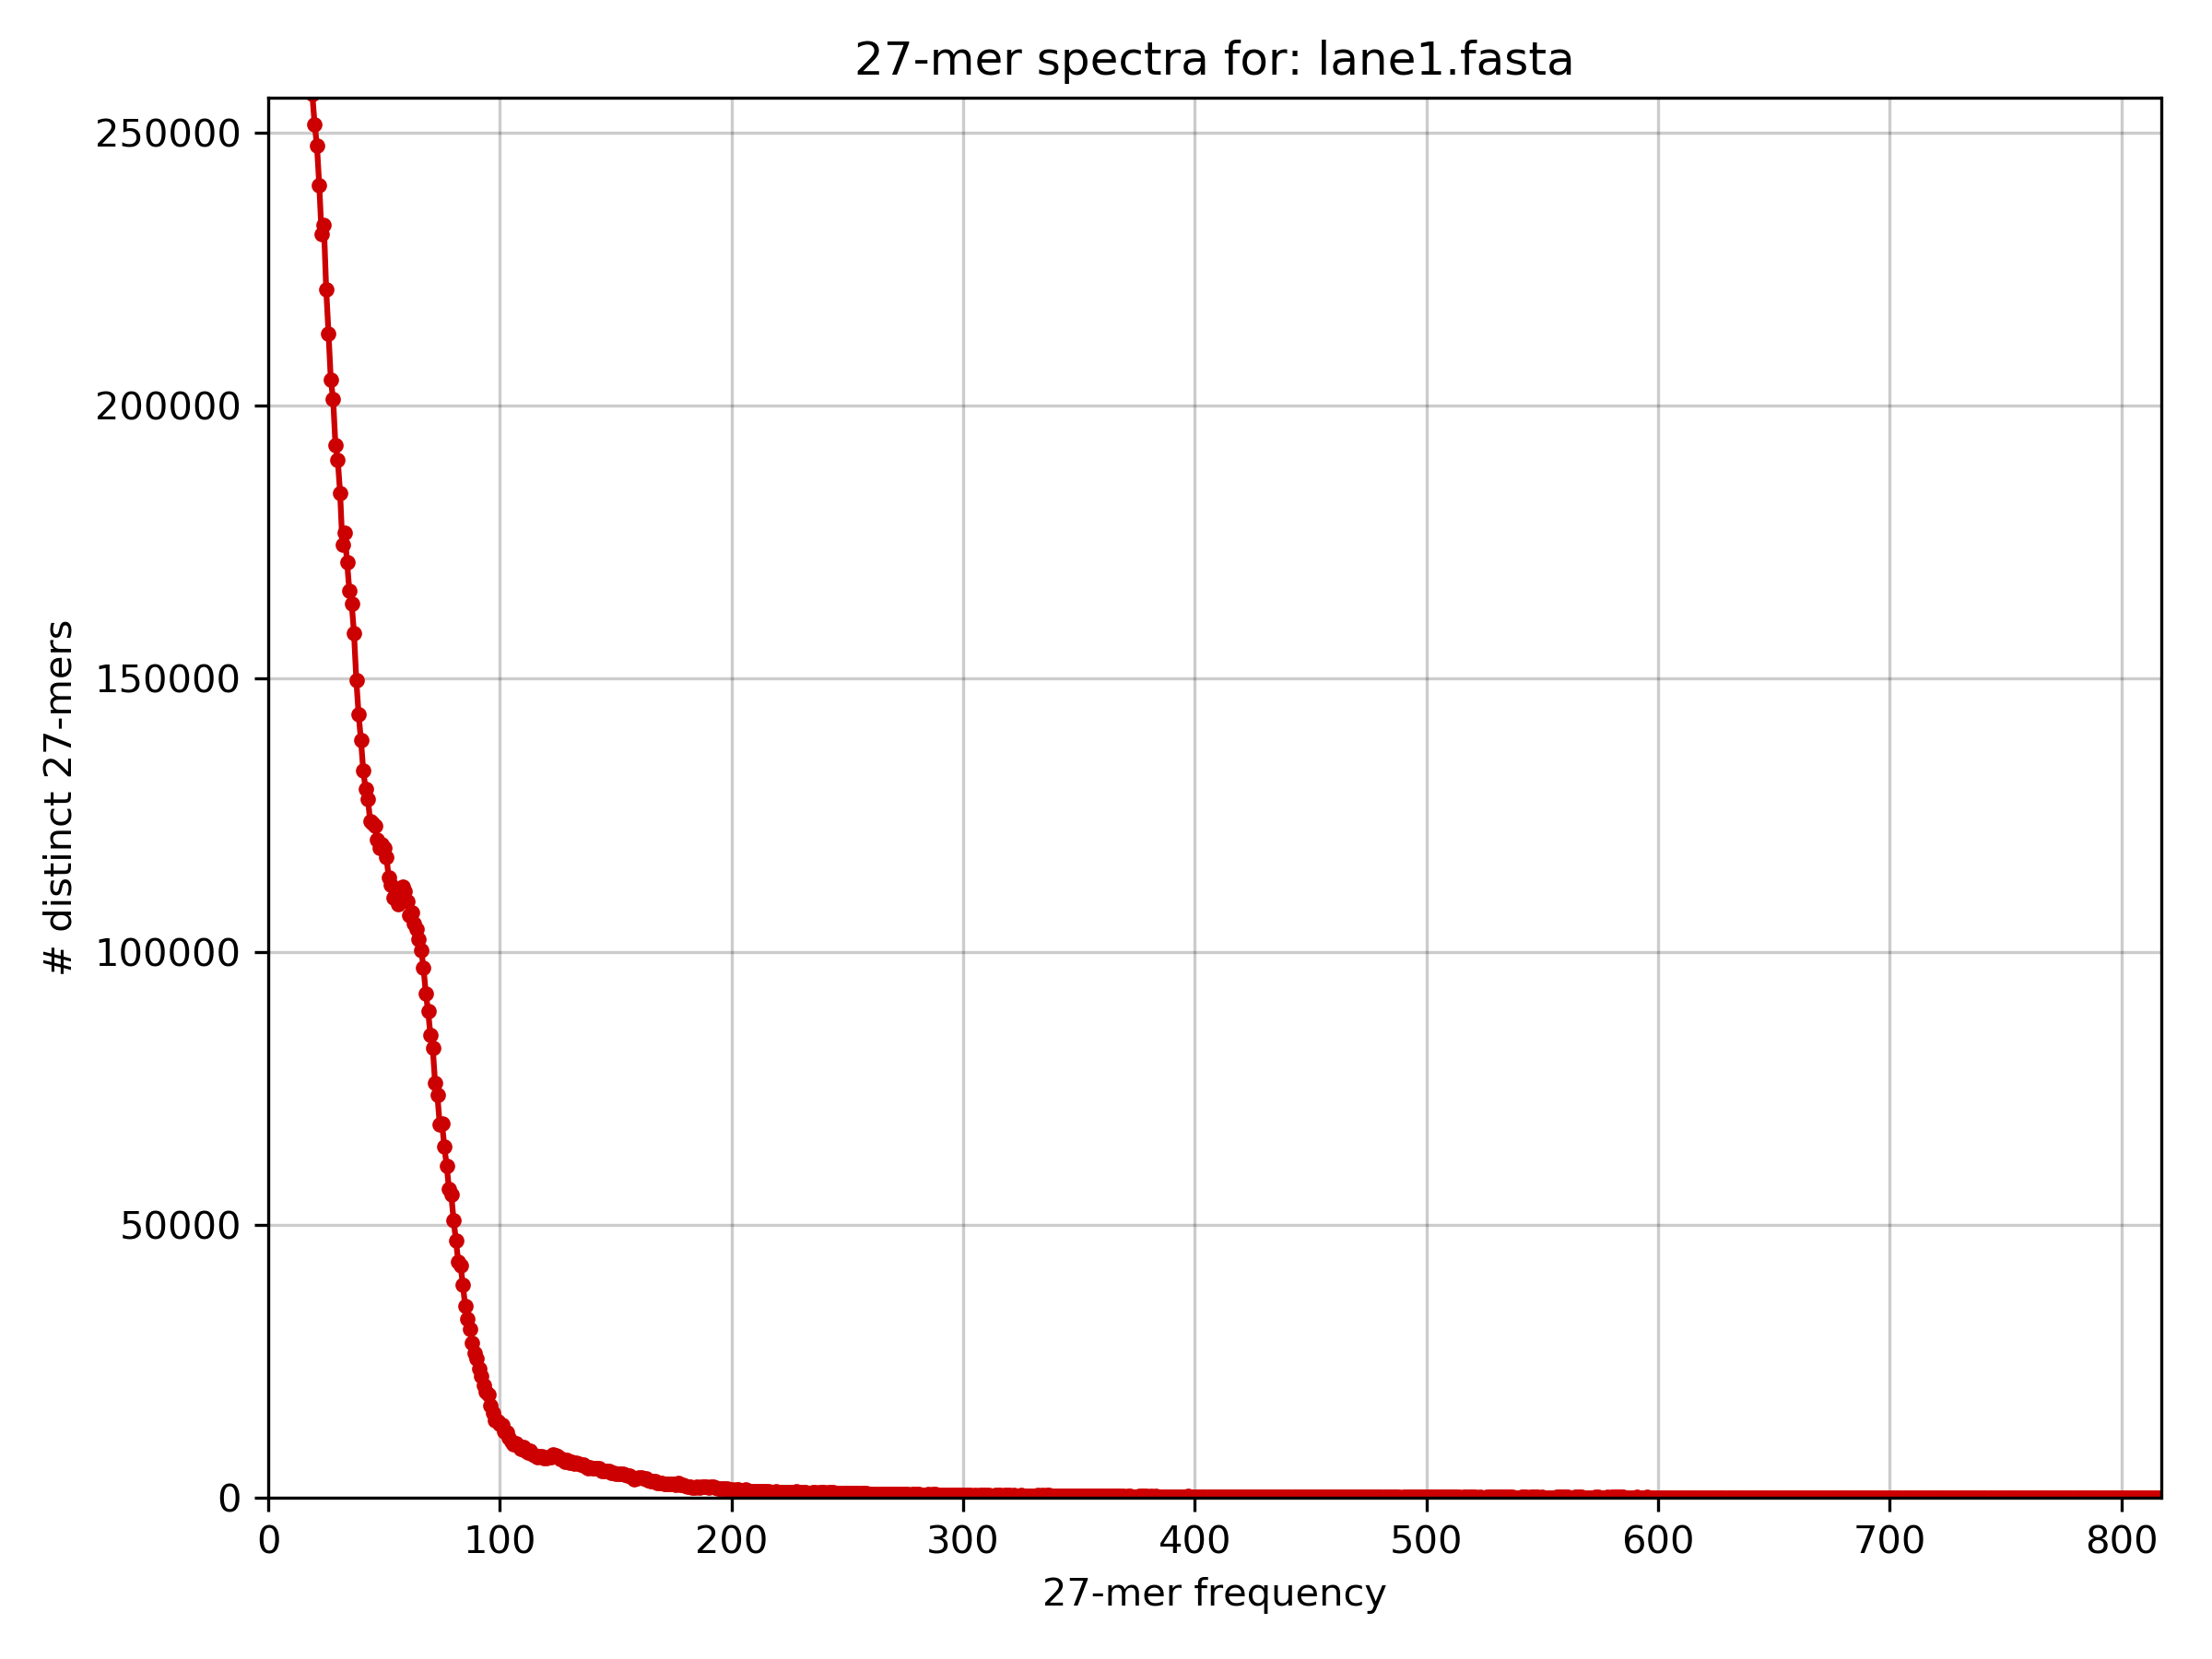 27-mer spectra for: lane1.fasta
250000
200000
150000
100000
50000
0
# distinct 27-mers
0 100 200 300 400 500 600 700 800
27-mer frequency